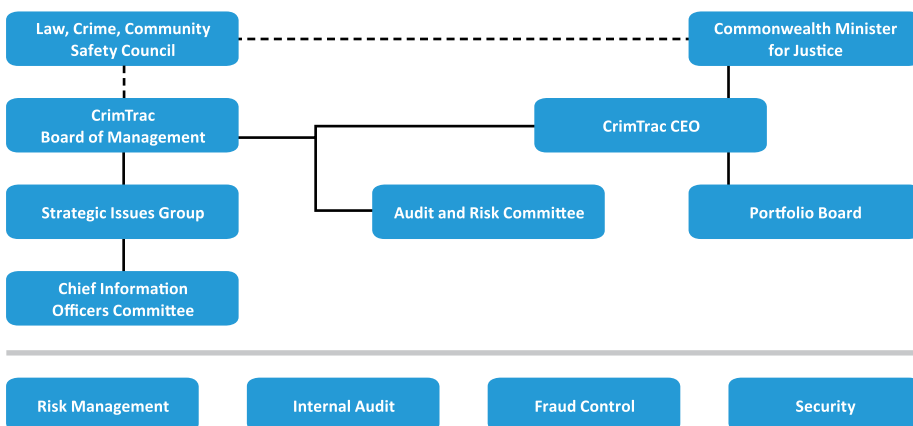 Law, Crime, Community
Safety Council
Commonwealth Minister
for Justice
CrimTrac
Board of Management
CrimTrac CEO
Strategic Issues Group
Audit and Risk Committee
Portfolio Board
Chief Information
Officers Committee
Risk Management
Internal Audit
Fraud Control
Security